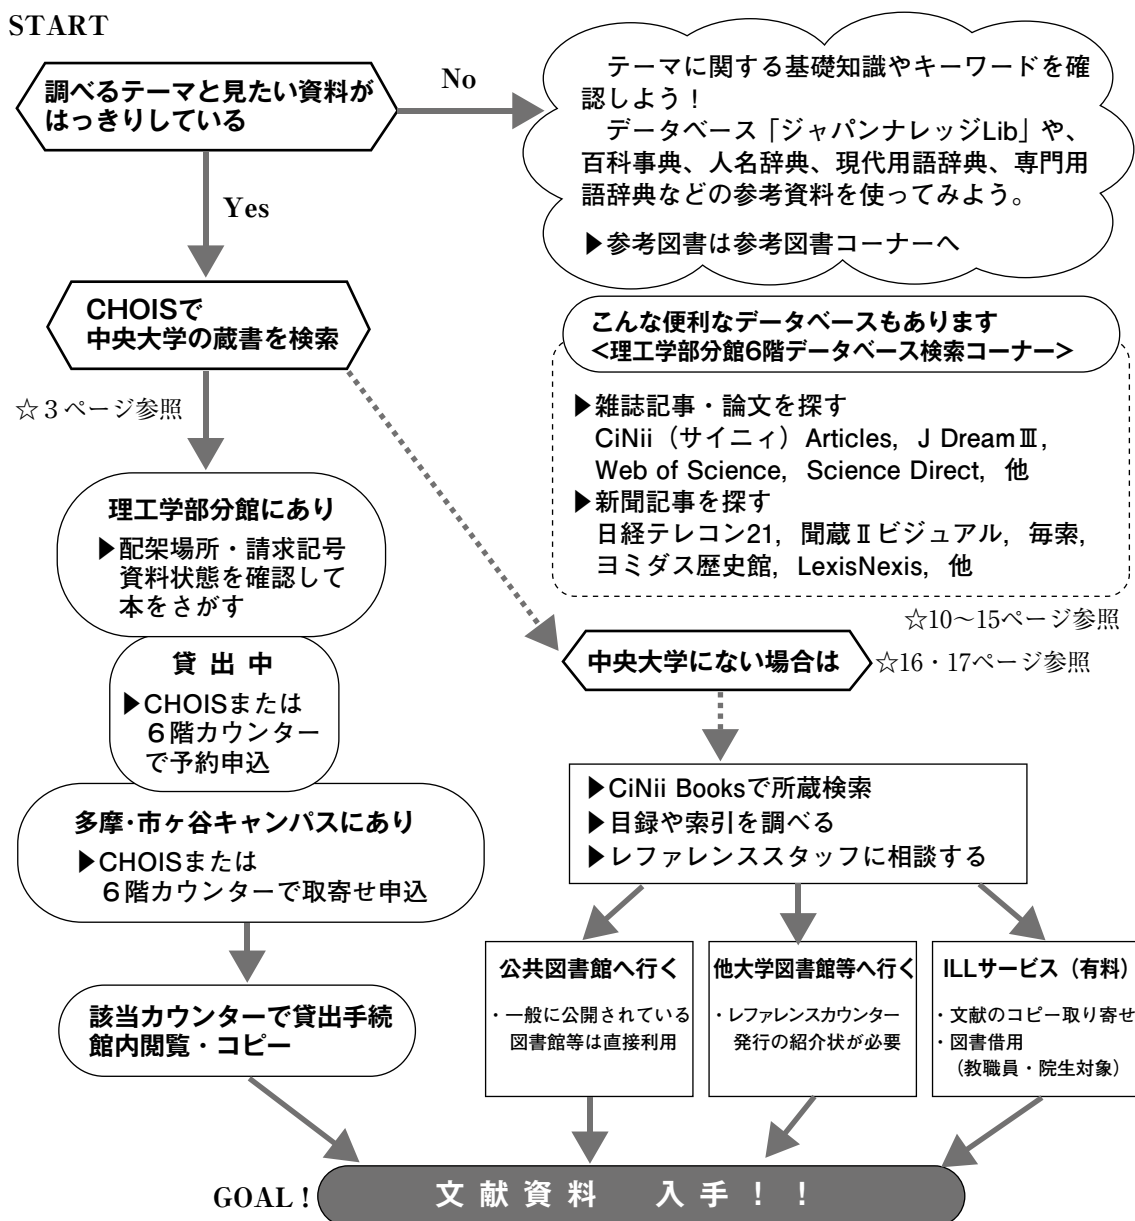 START
調べるテーマと見たい資料が
はっきりしている
No
テーマに関する基礎知識やキーワードを確
認しよう！
データベース「ジャパンナレッジLib」や、
百科事典、人名辞典、現代用語辞典、専門用
語辞典などの参考資料を使ってみよう。
▶参考図書は参考図書コーナーへ
Yes
CHOISで
中央大学の蔵書を検索
☆３ページ参照
こんな便利なデータベースもあります
<理工学部分館6階データベース検索コーナー>
▶雑誌記事・論文を探す
CiNii（サイニィ）Articles，J DreamⅢ，
Web of Science，Science Direct，他
▶新聞記事を探す
日経テレコン21，聞蔵Ⅱビジュアル，毎索，
ヨミダス歴史館，LexisNexis，他
☆10〜15ページ参照
理工学部分館にあり
▶配架場所・請求記号
資料状態を確認して
本をさがす
貸 出 中
▶CHOISまたは
６階カウンター
で予約申込
多摩･市ヶ谷キャンパスにあり
▶CHOISまたは
６階カウンターで取寄せ申込
該当カウンターで貸出手続
館内閲覧・コピー
中央大学にない場合は
☆16・17ページ参照
▶CiNii Booksで所蔵検索
▶目録や索引を調べる
▶レファレンススタッフに相談する
公共図書館へ行く
・一般に公開されている
図書館等は直接利用
他大学図書館等へ行く
・レファレンスカウンター
発行の紹介状が必要
ILLサービス（有料）
・文献のコピー取り寄せ
・図書借用
（教職員・院生対象）
GOAL !
文 献 資 料　入 手 ！ ！